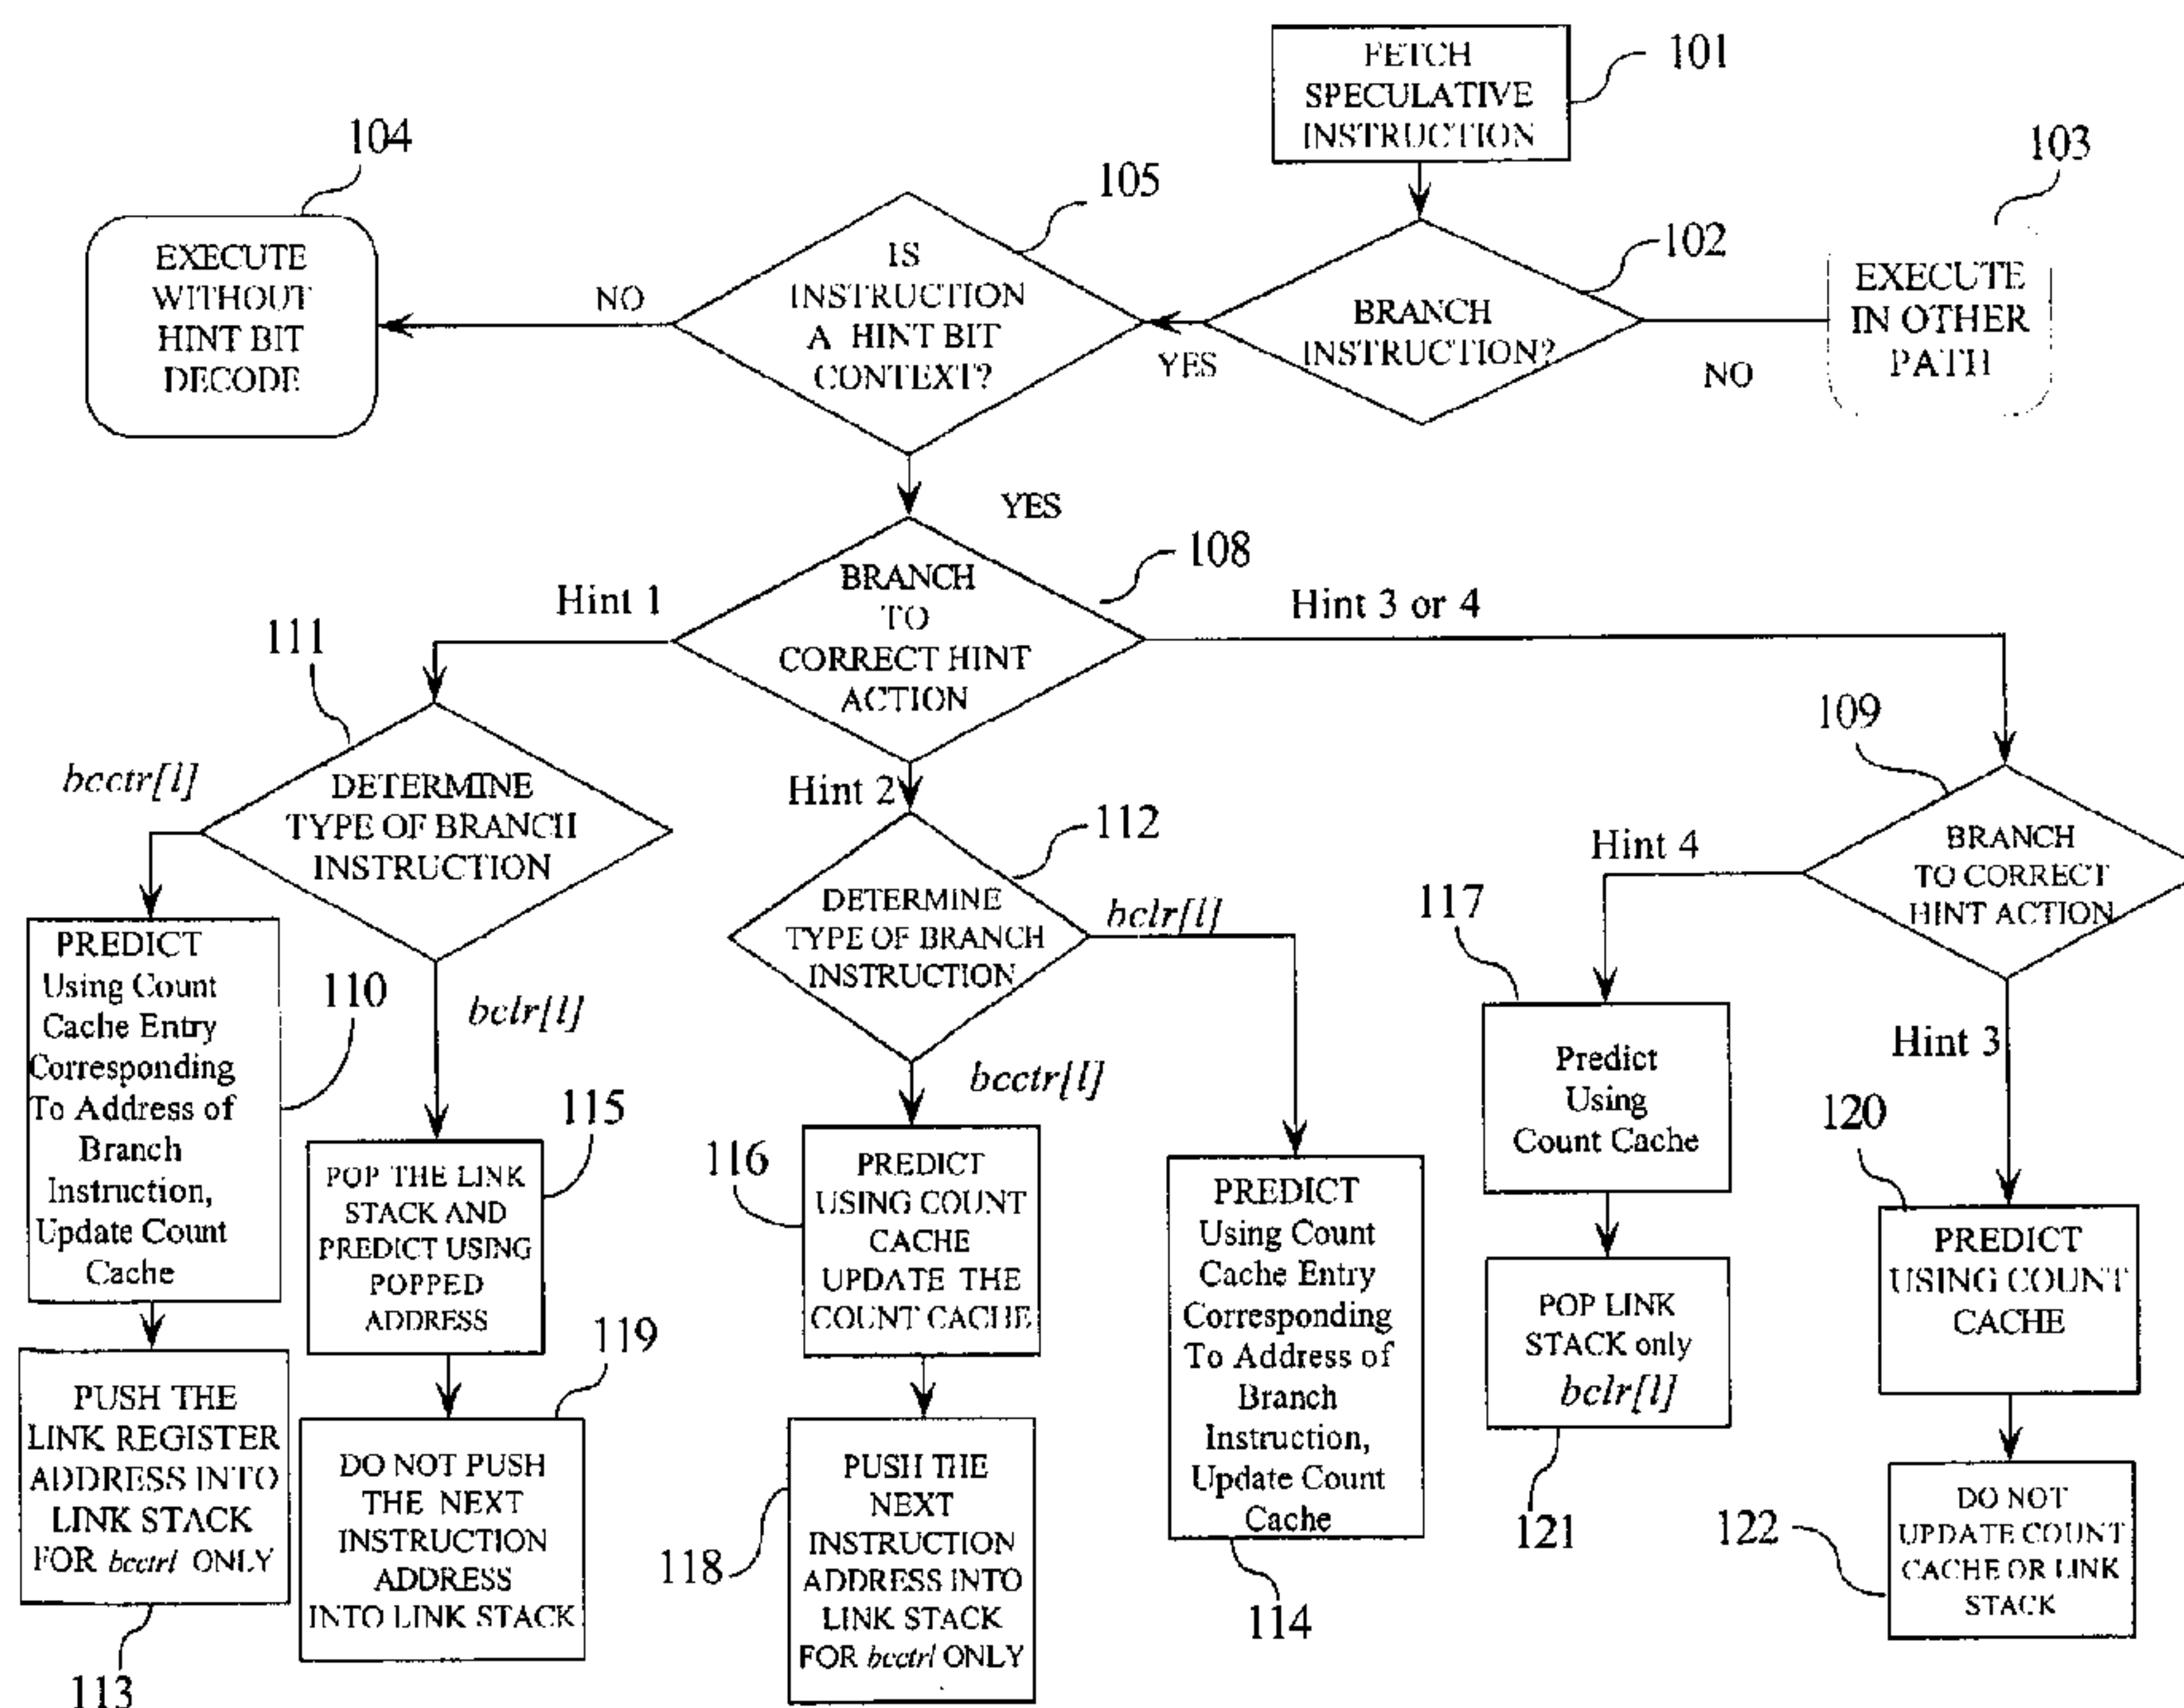 FETCH
SPECULATIVE
INSTRUCTION
101
104
EXECUTE
WITHOUT
HINT BIT
DECODE
NO
105
IS
INSTRUCTION
A HINT BIT
CONTEXT?
YES
102
BRANCH
INSTRUCTION?
NO
103
EXECUTE
IN OTHER
PATH
YES
108
BRANCH
TO
CORRECT HINT
ACTION
Hint 1
Hint 3 or 4
Hint 2
111
DETERMINE
TYPE OF BRANCH
INSTRUCTION
bcctr[l]
bclr[l]
112
DETERMINE
TYPE OF BRANCH
INSTRUCTION
bclr[l]
bcctr[l]
109
BRANCH
TO CORRECT
HINT ACTION
Hint 4
Hint 3
PREDICT
Using Count
Cache Entry
Corresponding
To Address of
Branch
Instruction,
Update Count
Cache
110
PUSH THE
LINK REGISTER
ADDRESS INTO
LINK STACK
FOR bcctrl ONLY
113
115
POP THE LINK
STACK AND
PREDICT USING
POPPED
ADDRESS
119
DO NOT PUSH
THE NEXT
INSTRUCTION
ADDRESS
INTO LINK STACK
116
PREDICT
USING COUNT
CACHE
UPDATE THE
COUNT CACHE
118
PUSH THE
NEXT
INSTRUCTION
ADDRESS INTO
LINK STACK
FOR bcctrl ONLY
PREDICT
Using Count
Cache Entry
Corresponding
To Address of
Branch
Instruction,
Update Count
Cache
114
117
Predict
Using
Count Cache
POP LINK
STACK only
bclr[l]
121
120
PREDICT
USING COUNT
CACHE
122
DO NOT
UPDATE COUNT
CACHE OR LINK
STACK